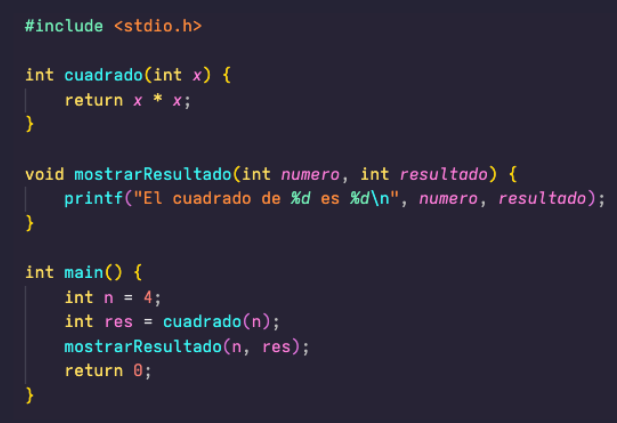 #include <stdio.h>
int cuadrado(int x) {
return x * x;
}
void mostrarResultado(int numero, int resultado) {
printf("El cuadrado de %d es %d\n", numero, resultado);
}
int main() {
int n = 4;
int res = cuadrado(n);
mostrarResultado(n, res);
return 0;
}